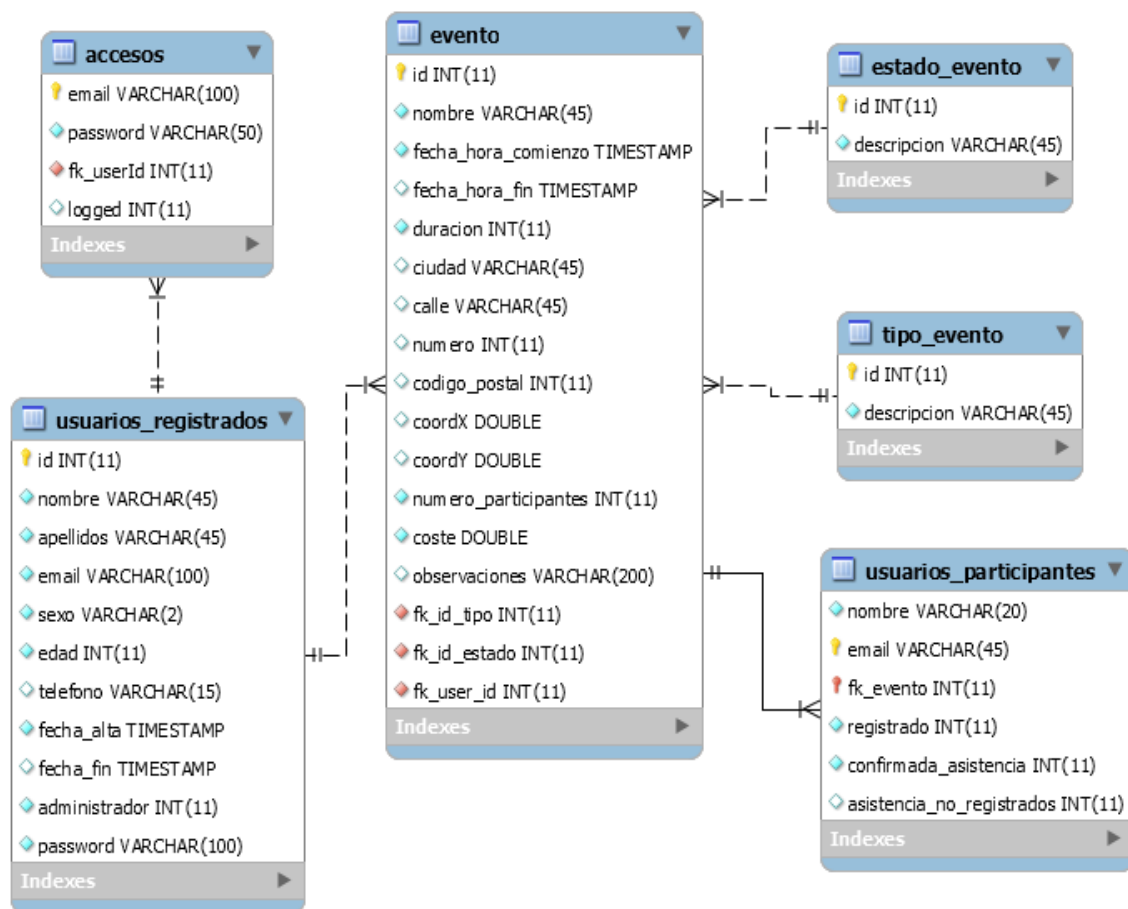 accesos
email VARCHAR(100)
password VARCHAR(50)
fk_userId INT(11)
logged INT(11)
Indexes
usuarios_registrados
id INT(11)
nombre VARCHAR(45)
apellidos VARCHAR(45)
email VARCHAR(100)
sexo VARCHAR(2)
edad INT(11)
telefono VARCHAR(15)
fecha_alta TIMESTAMP
fecha_fin TIMESTAMP
administrador INT(11)
password VARCHAR(100)
Indexes
evento
id INT(11)
nombre VARCHAR(45)
fecha_hora_comienzo TIMESTAMP
fecha_hora_fin TIMESTAMP
duracion INT(11)
ciudad VARCHAR(45)
calle VARCHAR(45)
numero INT(11)
codigo_postal INT(11)
coordX DOUBLE
coordY DOUBLE
numero_participantes INT(11)
coste DOUBLE
observaciones VARCHAR(200)
fk_id_tipo INT(11)
fk_id_estado INT(11)
fk_user_id INT(11)
Indexes
estado_evento
id INT(11)
descripcion VARCHAR(45)
Indexes
tipo_evento
id INT(11)
descripcion VARCHAR(45)
Indexes
usuarios_participantes
nombre VARCHAR(20)
email VARCHAR(45)
fk_evento INT(11)
registrado INT(11)
confirmada_asistencia INT(11)
asistencia_no_registrados INT(11)
Indexes